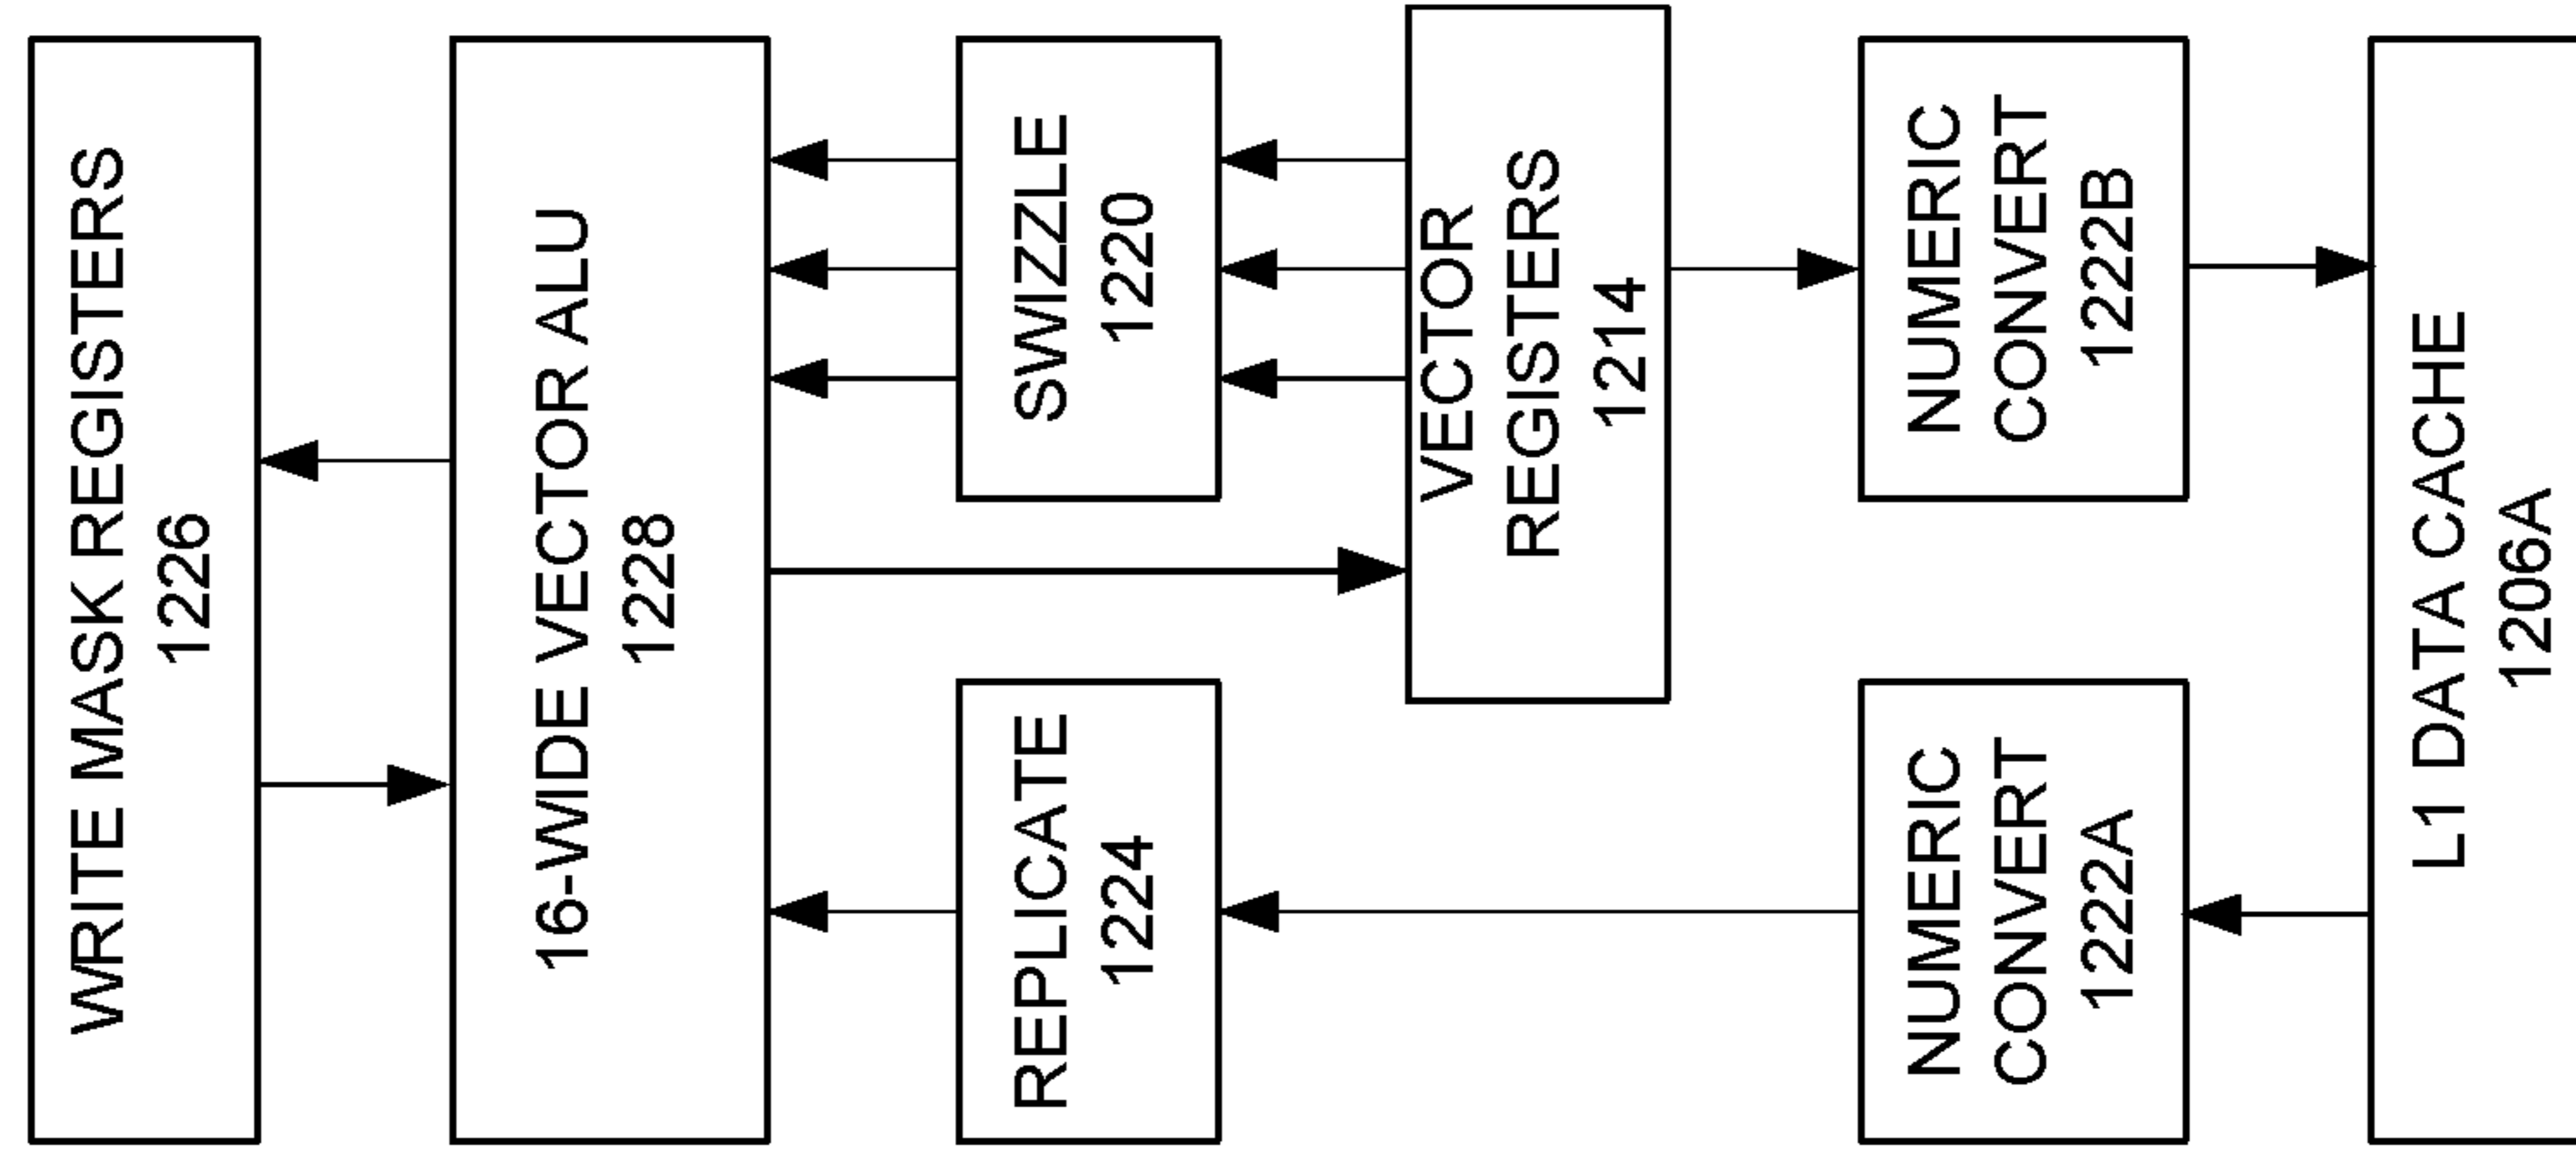 WRITE MASK REGISTERS
1226
16-WIDE VECTOR ALU
1228
REPLICATE
1224
SWIZZLE
1220
VECTOR
REGISTERS
1214
NUMERIC
CONVERT
1222A
NUMERIC
CONVERT
1222B
L1 DATA CACHE
1206A